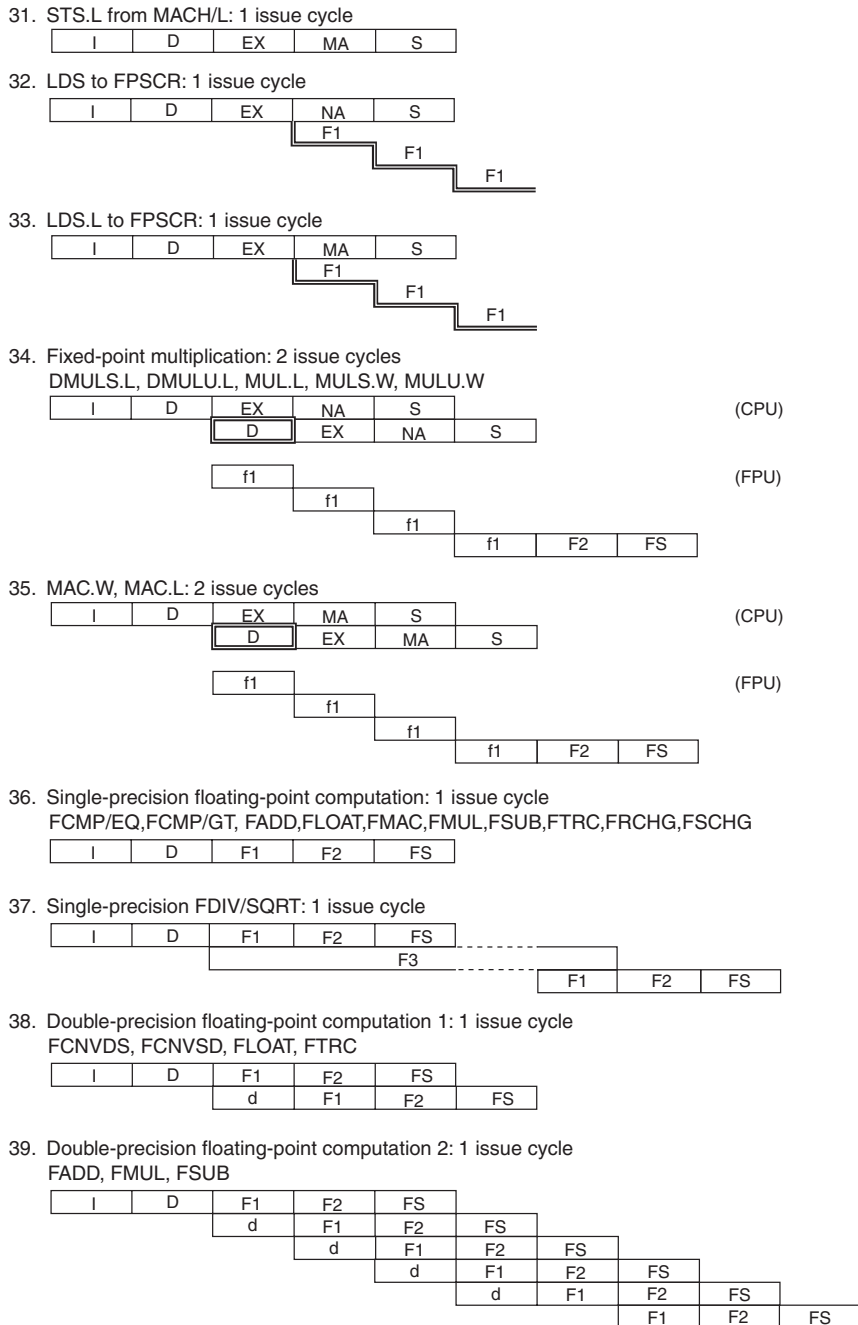 31. STS.L from MACH/L: 1 issue cycle
I D EX MA S
32. LDS to FPSCR: 1 issue cycle
I D EX NA S
F1
F1
F1
33. LDS.L to FPSCR: 1 issue cycle
I D EX MA S
F1
F1
F1
34. Fixed-point multiplication: 2 issue cycles
DMULS.L, DMULU.L, MUL.L, MULS.W, MULU.W
I D EX NA S (CPU)
D EX NA S
f1 (FPU)
f1
f1
f1 F2 FS
35. MAC.W, MAC.L: 2 issue cycles
I D EX MA S (CPU)
D EX MA S
f1 (FPU)
f1
f1
f1 F2 FS
36. Single-precision floating-point computation: 1 issue cycle
FCMP/EQ,FCMP/GT, FADD,FLOAT,FMAC,FMUL,FSUB,FTRC,FRCHG,FSCHG
I D F1 F2 FS
37. Single-precision FDIV/SQRT: 1 issue cycle
I D F1 F2 FS
F3
F1 F2 FS
38. Double-precision floating-point computation 1: 1 issue cycle
FCNVDS, FCNVSD, FLOAT, FTRC
I D F1 F2 FS
d F1 F2 FS
39. Double-precision floating-point computation 2: 1 issue cycle
FADD, FMUL, FSUB
I D F1 F2 FS
d F1 F2 FS
d F1 F2 FS
d F1 F2 FS
d F1 F2 FS
F1 F2 FS